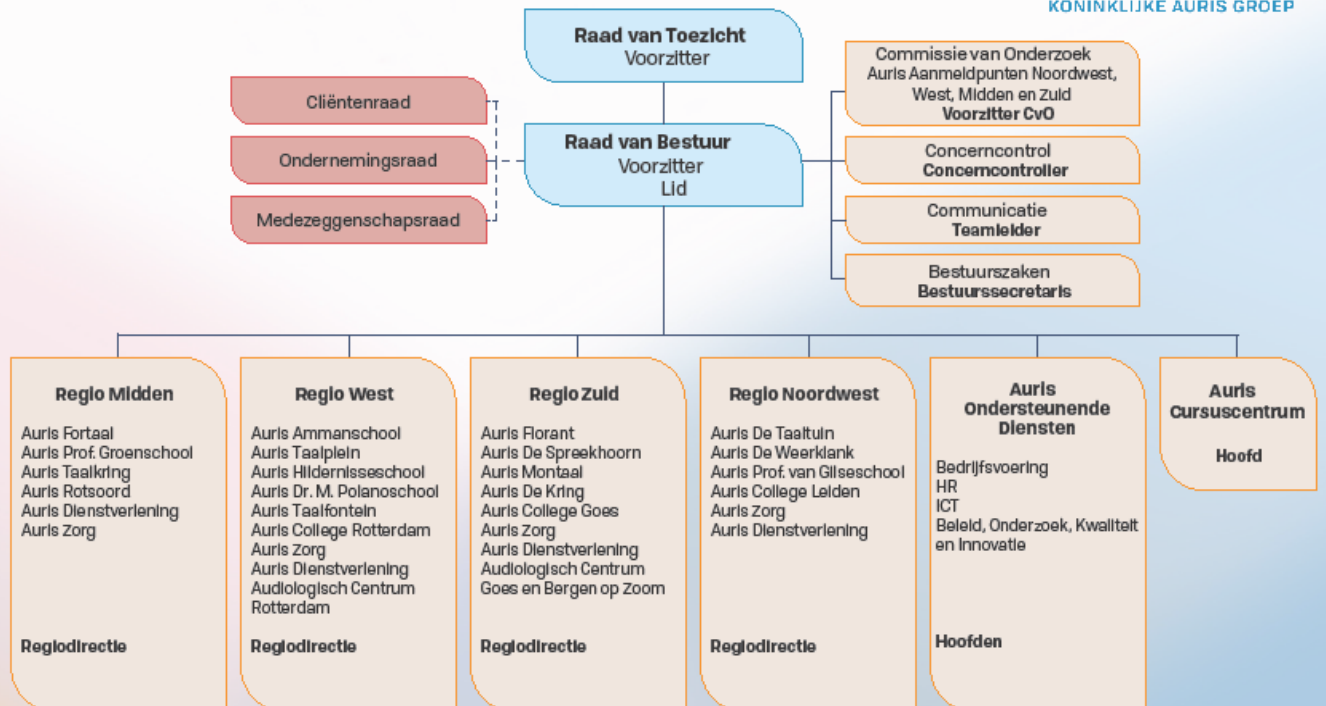 KONINKLIJKE AURIS GROEP
Raad van Toezicht
Voorzitter
Cliëntenraad
Ondernemingsraad
Medezeggenschapsraad
Raad van Bestuur
Voorzitter
Lid
Commissie van Onderzoek
Auris Aanmeldpunten Noordwest,
West, Midden en Zuid
Voorzitter CvO
Concerncontrol
Concerncontroller
Communicatie
Teamleider
Bestuurszaken
Bestuurssecretaris
Regio Midden
Auris Fortaal
Auris Prof. Groenschool
Auris Taalkring
Auris Rotsoord
Auris Dienstverlening
Auris Zorg
Regiodirectie
Regio West
Auris Ammanschool
Auris Taalplein
Auris Hildernisseschool
Auris Dr. M. Polanoschool
Auris Taalfontein
Auris College Rotterdam
Auris Zorg
Auris Dienstverlening
Audiologisch Centrum
Rotterdam
Regiodirectie
Regio Zuid
Auris Florant
Auris De Spreekhoorn
Auris Montaal
Auris De Kring
Auris College Goes
Auris Zorg
Auris Dienstverlening
Audiologisch Centrum
Goes en Bergen op Zoom
Regiodirectie
Regio Noordwest
Auris De Taaltuin
Auris De Weerklank
Auris Prof. van Gilseschool
Auris College Leiden
Auris Zorg
Auris Dienstverlening
Regiodirectie
Auris
Ondersteunende
Diensten
Bedrijfsvoering
HR
ICT
Beleid, Onderzoek, Kwaliteit
en Innovatie
Hoofden
Auris
Cursuscentrum
Hoofd